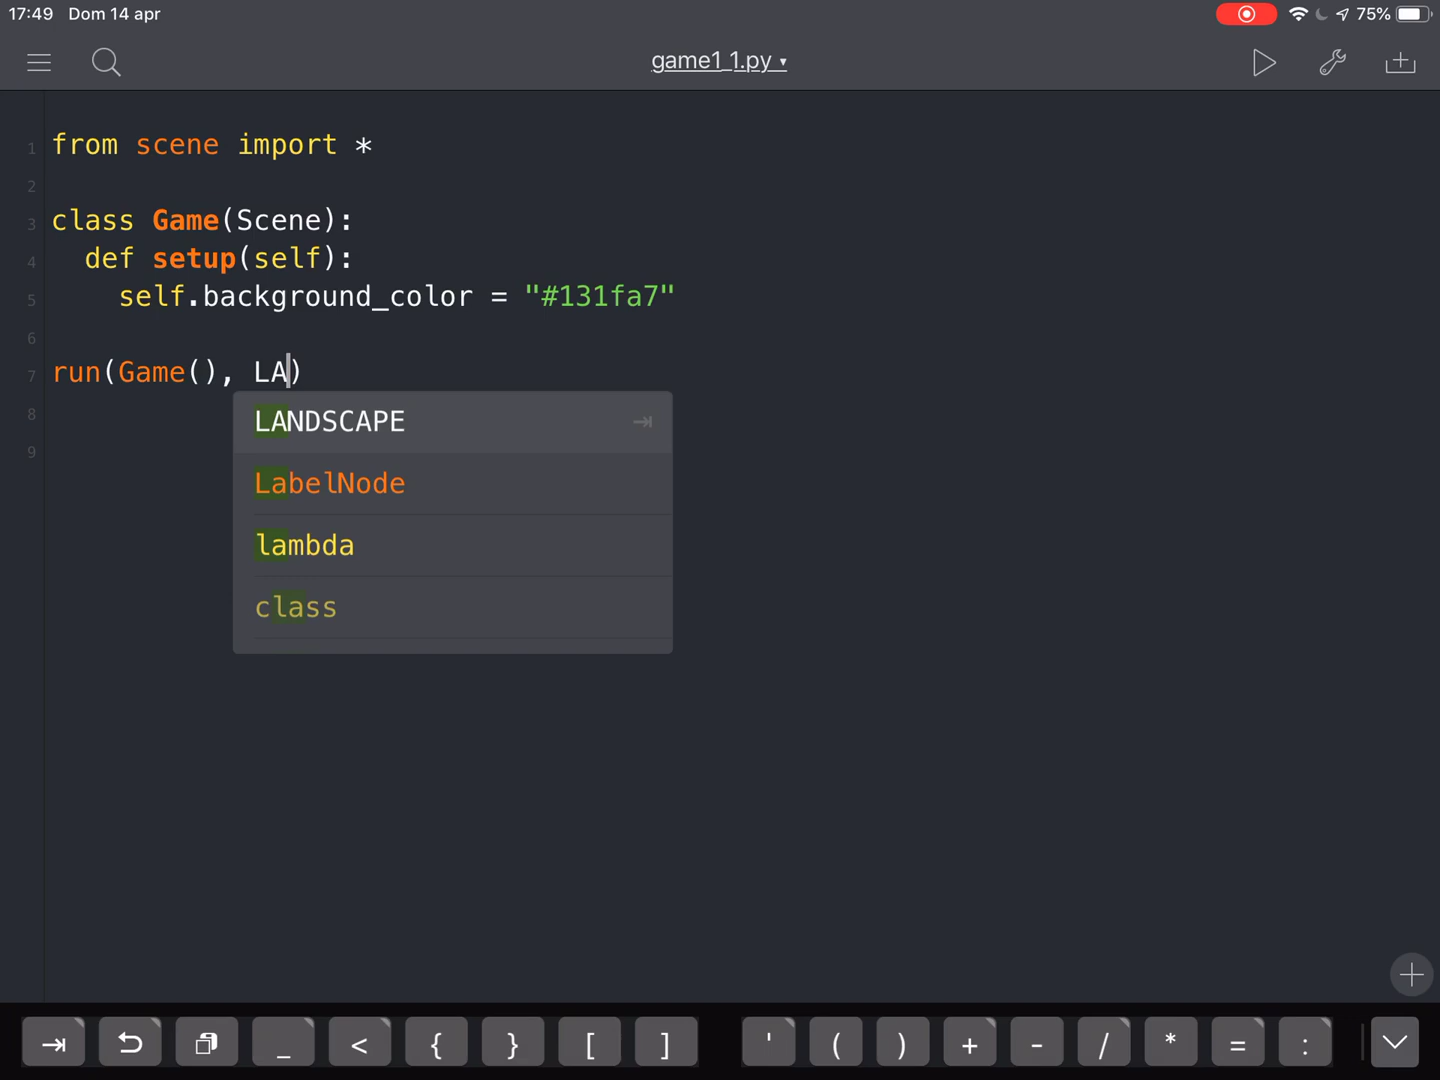 17:49 Dom 14 apr 75%
game1_1.py ▾
1 from scene import *
2
3 class Game(Scene):
4 def setup(self):
5 self.background_color = "#131fa7"
6
7 run(Game(), LA)
8
9
LANDSCAPE ⇥
LabelNode
lambda
class
⇥ _ < { } [ ] ' ( ) + - / * = :